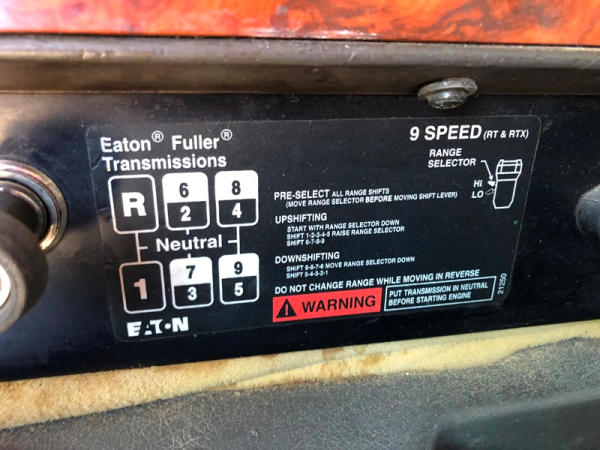 Eaton® Fuller®
Transmissions
9 SPEED (RT & RTX)
RANGE
SELECTOR
HI
LO
R 6 8
2 4
Neutral
1 7 9
3 5
EATON
PRE-SELECT ALL RANGE SHIFTS
(MOVE RANGE SELECTOR BEFORE MOVING SHIFT LEVER)
UPSHIFTING
START WITH RANGE SELECTOR DOWN
SHIFT 1-2-3-4-5 RAISE RANGE SELECTOR
SHIFT 6-7-8-9
DOWNSHIFTING
SHIFT 9-8-7-6 MOVE RANGE SELECTOR DOWN
SHIFT 5-4-3-2-1
DO NOT CHANGE RANGE WHILE MOVING IN REVERSE
WARNING
PUT TRANSMISSION IN NEUTRAL
BEFORE STARTING ENGINE
21250